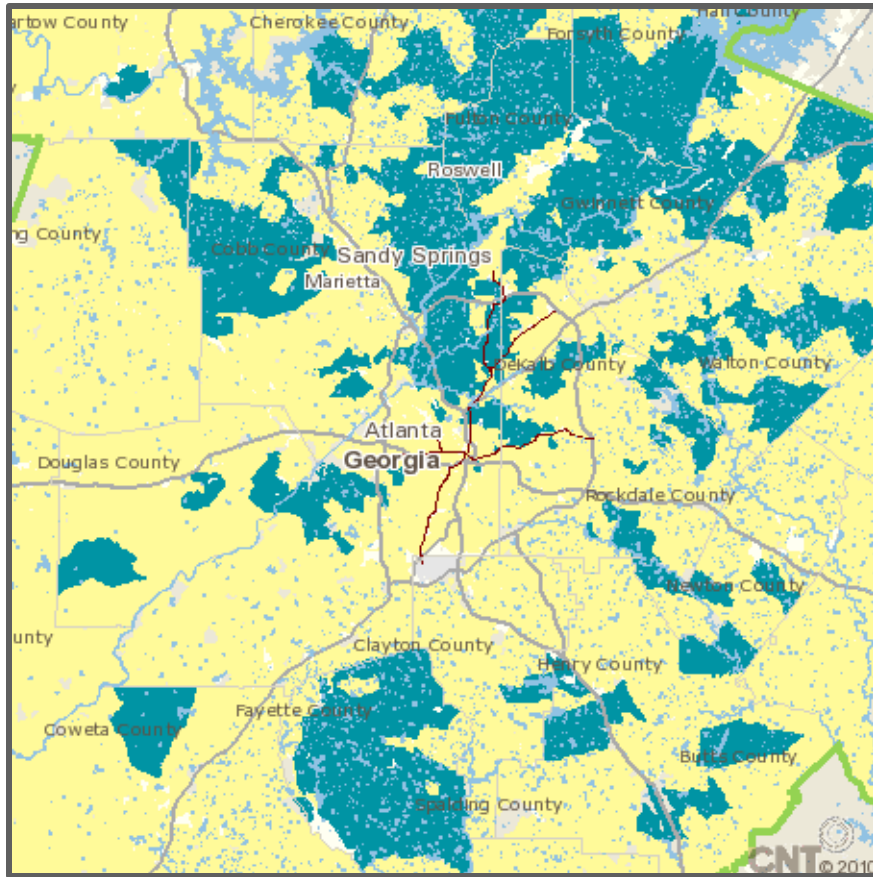 artow County
Cherokee County
Forsyth County
Fulton County
Roswell
Gwinnett County
ng County
Cobb County
Sandy Springs
Marietta
DeKalb County
Walton County
Atlanta
Georgia
Douglas County
Rockdale County
Newton County
unty
Clayton County
Henry County
Fayette County
Coweta County
Butts County
Spalding County
CNT © 2010